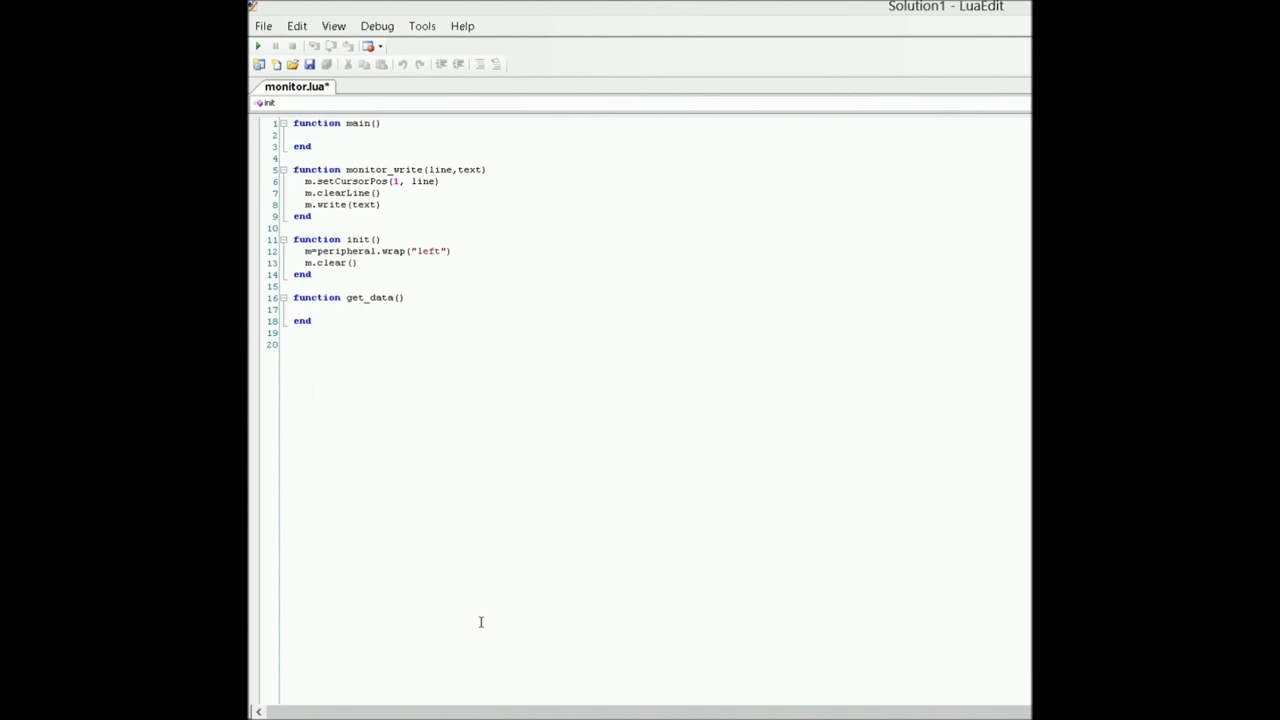 Solution1 - LuaEdit
File Edit View Debug Tools Help
monitor.lua*
init
1 function main()
2
3 end
4
5 function monitor_write(line,text)
6 m.setCursorPos(1, line)
7 m.clearLine()
8 m.write(text)
9 end
10
11 function init()
12 m=peripheral.wrap("left")
13 m.clear()
14 end
15
16 function get_data()
17
18 end
19
20